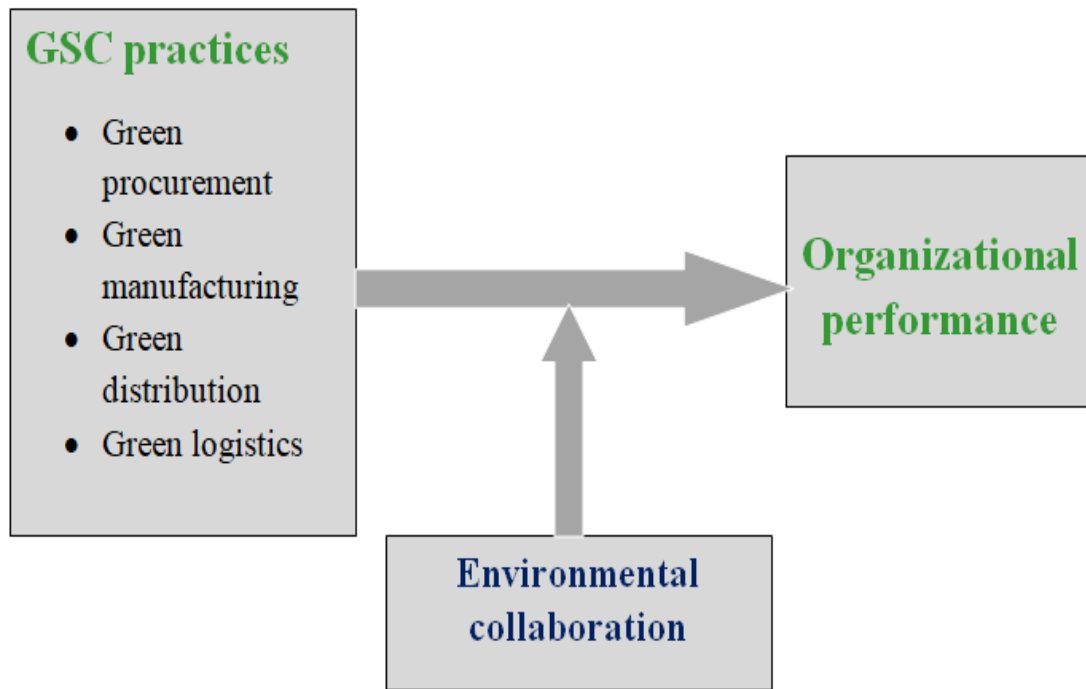 GSC practices
• Green
procurement
• Green
manufacturing
• Green
distribution
• Green logistics
Organizational
performance
Environmental
collaboration